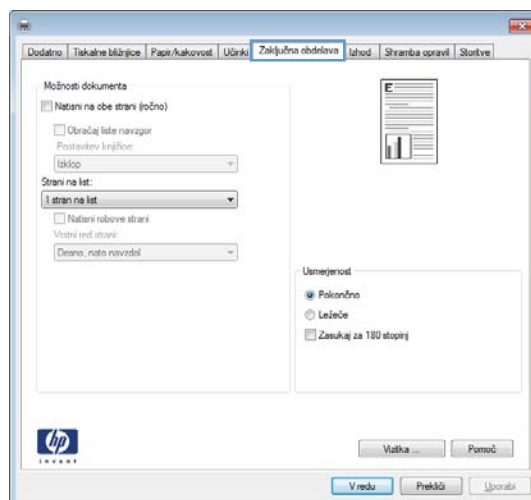 Dodatno Tiskalne bližnjice Papir/kakovost Učinki Zaključna obdelava Izhod Shramba opravil Storitve
Možnosti dokumenta
Natisni na obe strani (ročno)
Obračaj liste navzgor
Postavitev knjižice:
Izklop
Strani na list:
1 stran na list
Natisni robove strani
Vrstni red strani:
Desno, nato navzdol
E
Usmerjenost
Pokončno
Ležeče
Zasukaj za 180 stopinj
hp
invent
Vizitka ...
Pomoč
V redu
Prekliči
Uporabi